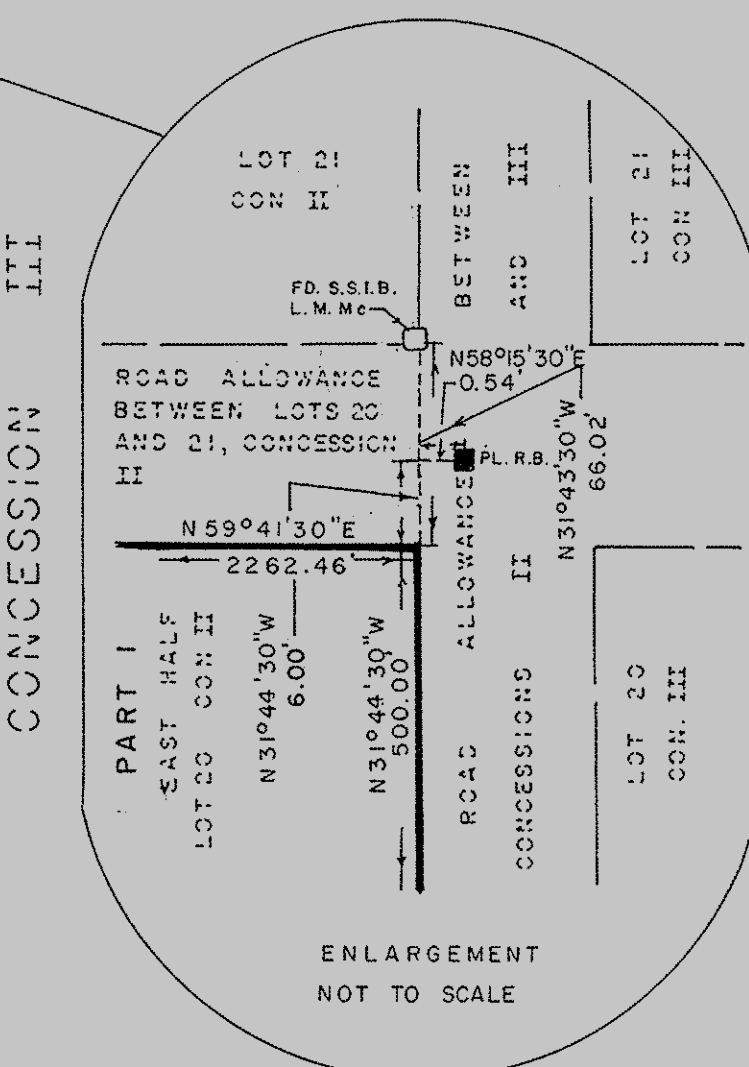 CONCESSION III
LOT 21
CON II
BETWEEN
AND III
LOT 21
CON III
FD. S.S.I.B.
L. M. Mc
N58°15'30"E
0.54'
ROAD ALLOWANCE
BETWEEN LOTS 20
AND 21, CONCESSION
II
PL. R.B.
N31°43'30"W
66.02'
N59°41'30"E
2262.46'
PART I
EAST HALF
LOT 20 CON II
N31°44'30"W
6.00'
N31°44'30"W
500.00'
ROAD ALLOWANCE
CONCESSIONS II
LOT 20
CON. III
ENLARGEMENT
NOT TO SCALE